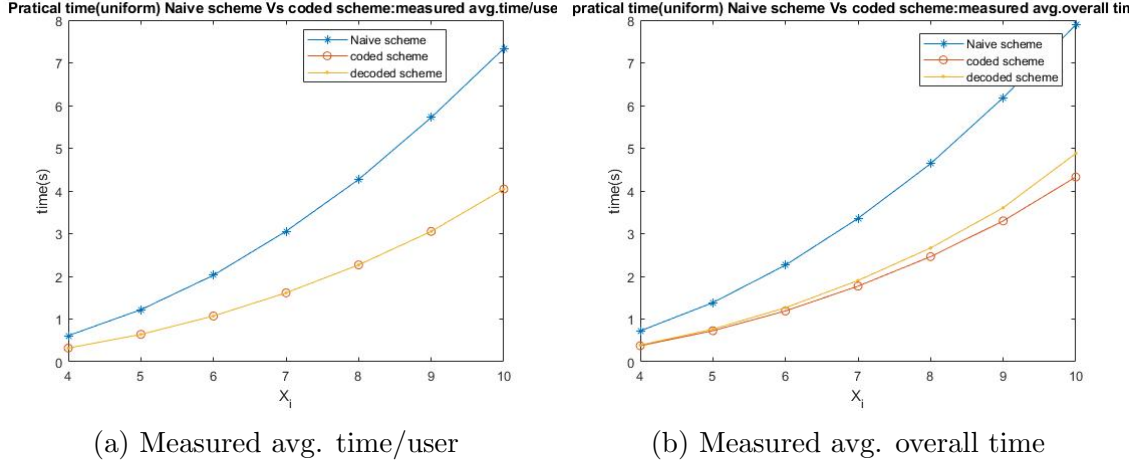 Pratical time(uniform) Naive scheme Vs coded scheme:measured avg.time/use
8
7
6
5
4
3
2
1
0
time(s)
Naive scheme
coded scheme
decoded scheme
4 5 6 7 8 9 10
X_i
(a) Measured avg. time/user
pratical time(uniform) Naive scheme Vs coded scheme:measured avg.overall tin
8
7
6
5
4
3
2
1
0
time(s)
Naive scheme
coded scheme
decoded scheme
4 5 6 7 8 9 10
X_i
(b) Measured avg. overall time